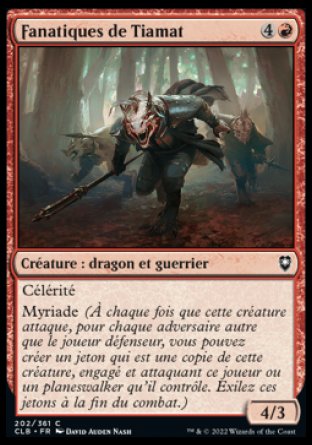 Fanatiques de Tiamat 4
Créature : dragon et guerrier
Célérité
Myriade (À chaque fois que cette créature
attaque, pour chaque adversaire autre
que le joueur défenseur, vous pouvez
créer un jeton qui est une copie de cette
créature, engagé et attaquant ce joueur ou
un planeswalker qu'il contrôle. Exilez ces
jetons à la fin du combat.)
4/3
202/361 C
CLB • FR DAVID AUDEN NASH
™ & © 2022 Wizards of the Coast